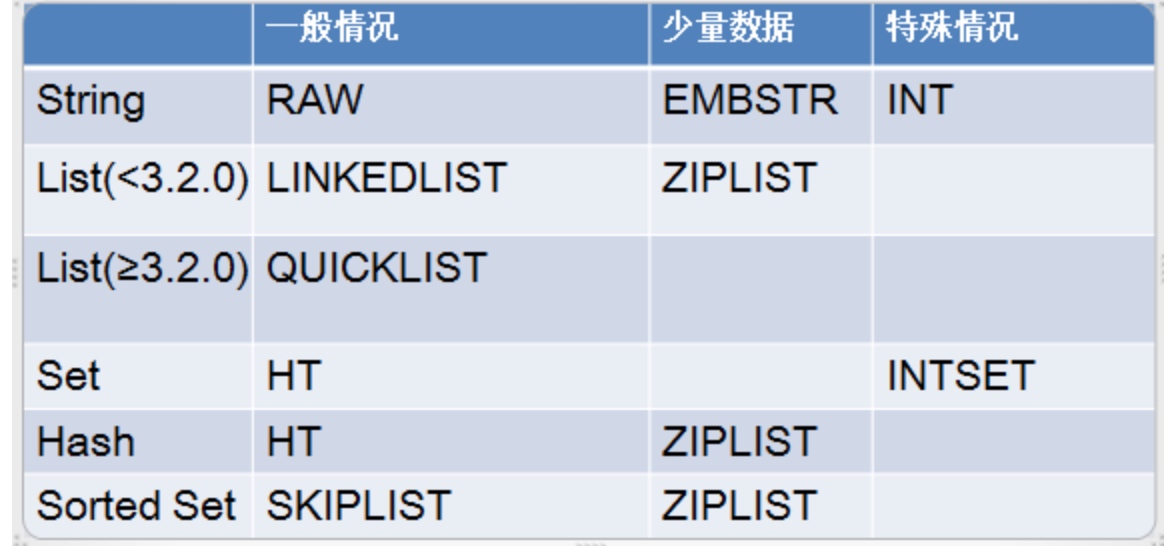 一般情况 少量数据 特殊情况
String RAW EMBSTR INT
List(<3.2.0) LINKEDLIST ZIPLIST
List(≥3.2.0) QUICKLIST
Set HT INTSET
Hash HT ZIPLIST
Sorted Set SKIPLIST ZIPLIST